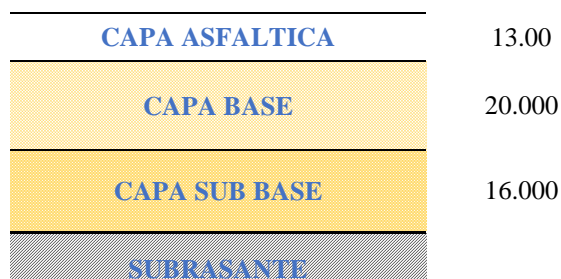 CAPA ASFALTICA 13.00
CAPA BASE 20.000
CAPA SUB BASE 16.000
SUBRASANTE